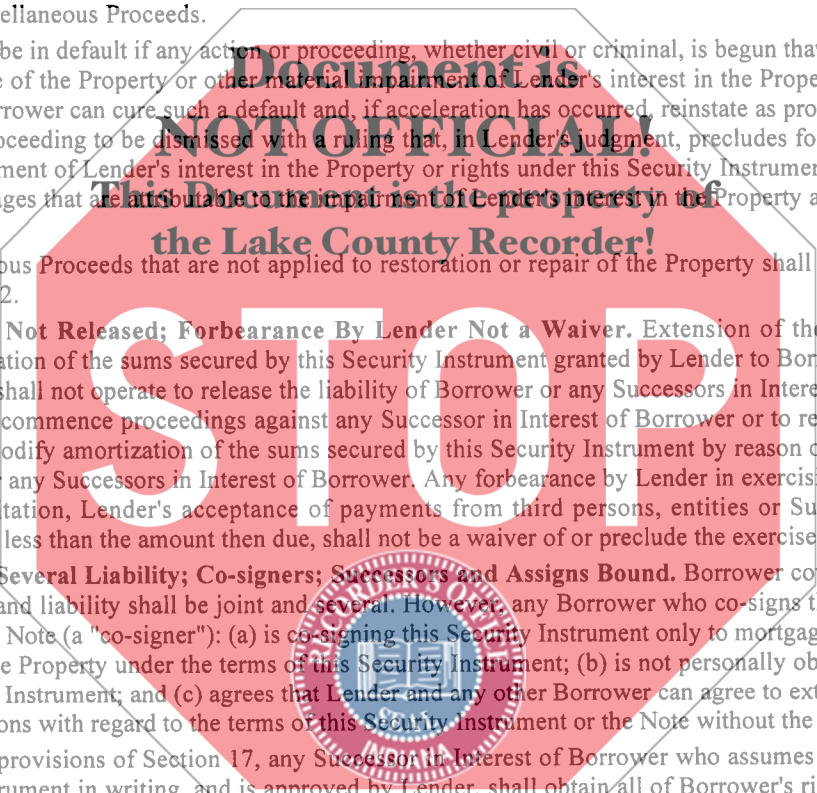 ellaneous Proceeds.
be in default if any action or proceeding, whether civil or criminal, is begun tha
Document is
e of the Property or other material impairment of Lender's interest in the Prope
rrower can cure such a default and, if acceleration has occurred, reinstate as pro
NOT OFFICIAL!
oceeding to be dismissed with a ruling that, in Lender's judgment, precludes fo
ment of Lender's interest in the Property or rights under this Security Instrumen
This Document is the property of
ages that are attributable to the impairment of Lender's interest in the Property a
the Lake County Recorder!
ous Proceeds that are not applied to restoration or repair of the Property shall
2.
Not Released; Forbearance By Lender Not a Waiver. Extension of the
ation of the sums secured by this Security Instrument granted by Lender to Bor
shall not operate to release the liability of Borrower or any Successors in Intere
commence proceedings against any Successor in Interest of Borrower or to re
STOP
odify amortization of the sums secured by this Security Instrument by reason o
any Successors in Interest of Borrower. Any forbearance by Lender in exercisi
itation, Lender's acceptance of payments from third persons, entities or Su
less than the amount then due, shall not be a waiver of or preclude the exercise
Several Liability; Co-signers; Successors and Assigns Bound. Borrower co
and liability shall be joint and several. However, any Borrower who co-signs t
Note (a "co-signer"): (a) is co-signing this Security Instrument only to mortgag
e Property under the terms of this Security Instrument; (b) is not personally ob
Instrument; and (c) agrees that Lender and any other Borrower can agree to ext
ons with regard to the terms of this Security Instrument or the Note without the
RECORDER'S OFFICE
SEAL
INDIANA
provisions of Section 17, any Successor in Interest of Borrower who assumes
rument in writing, and is approved by Lender, shall obtain all of Borrower's ri